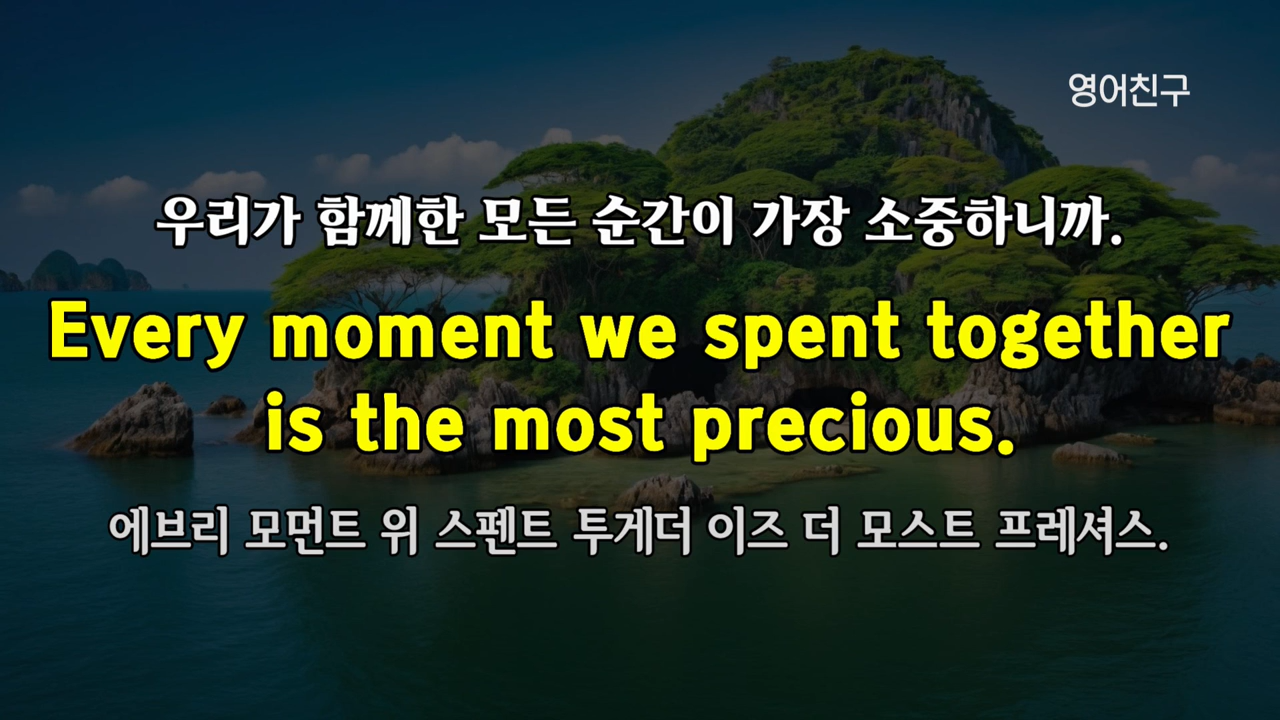 영어친구
우리가 함께한 모든 순간이 가장 소중하니까.
Every moment we spent together
is the most precious.
에브리 모먼트 위 스펜트 투게더 이즈 더 모스트 프레셔스.